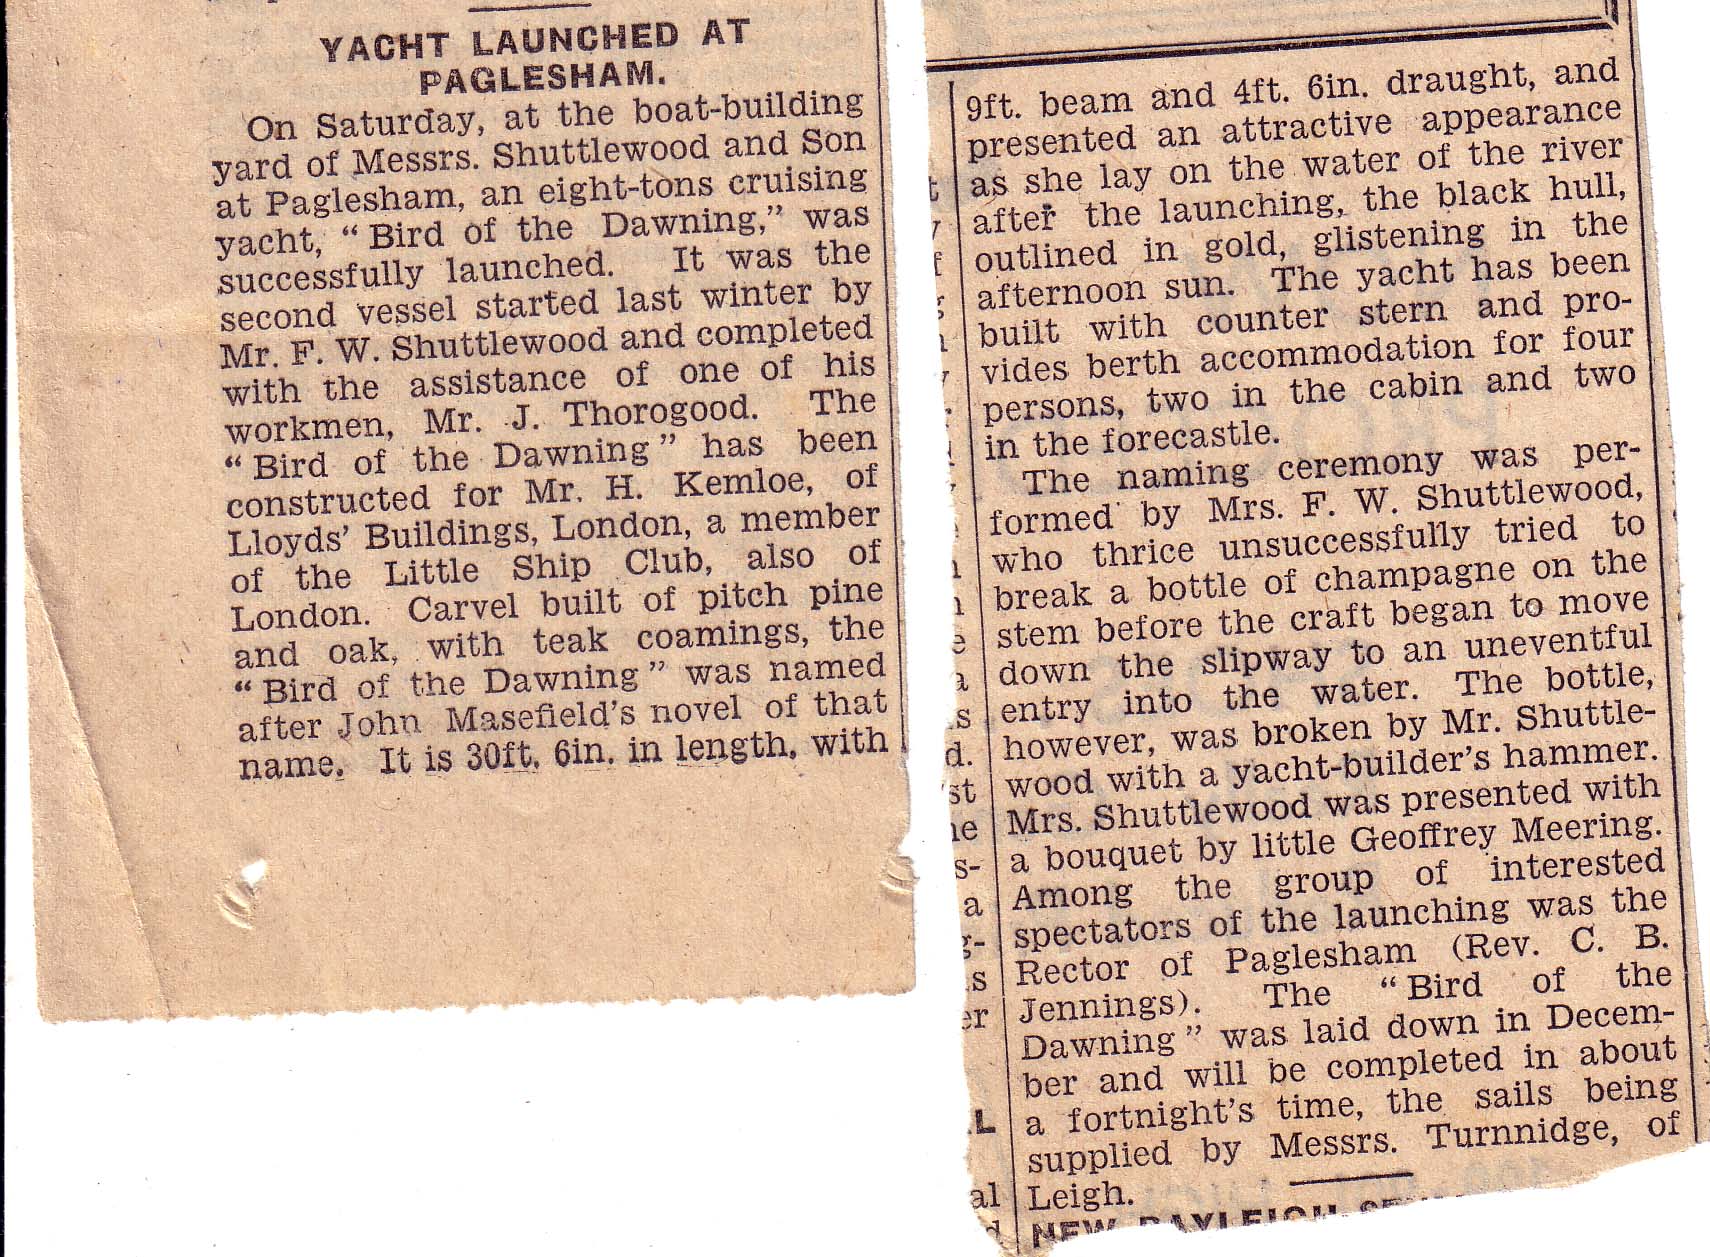 YACHT LAUNCHED AT
PAGLESHAM.
On Saturday, at the boat-building
yard of Messrs. Shuttlewood and Son
at Paglesham, an eight-tons cruising
yacht, “Bird of the Dawning,” was
successfully launched. It was the
second vessel started last winter by
Mr. F. W. Shuttlewood and completed
with the assistance of one of his
workmen, Mr. J. Thorogood. The
“Bird of the Dawning” has been
constructed for Mr. H. Kemloe, of
Lloyds’ Buildings, London, a member
of the Little Ship Club, also of
London. Carvel built of pitch pine
and oak, with teak coamings, the
“Bird of the Dawning” was named
after John Masefield’s novel of that
name. It is 30ft. 6in. in length, with
9ft. beam and 4ft. 6in. draught, and
presented an attractive appearance
as she lay on the water of the river
after the launching, the black hull,
outlined in gold, glistening in the
afternoon sun. The yacht has been
built with counter stern and pro-
vides berth accommodation for four
persons, two in the cabin and two
in the forecastle.
The naming ceremony was per-
formed by Mrs. F. W. Shuttlewood,
who thrice unsuccessfully tried to
break a bottle of champagne on the
stem before the craft began to move
down the slipway to an uneventful
entry into the water. The bottle,
however, was broken by Mr. Shuttle-
wood with a yacht-builder’s hammer.
Mrs. Shuttlewood was presented with
a bouquet by little Geoffrey Meering.
Among the group of interested
spectators of the launching was the
Rector of Paglesham (Rev. C. B.
Jennings). The “Bird of the
Dawning” was laid down in Decem-
ber and will be completed in about
a fortnight’s time, the sails being
supplied by Messrs. Turnnidge, of
Leigh.
NEW RAYLEIGH